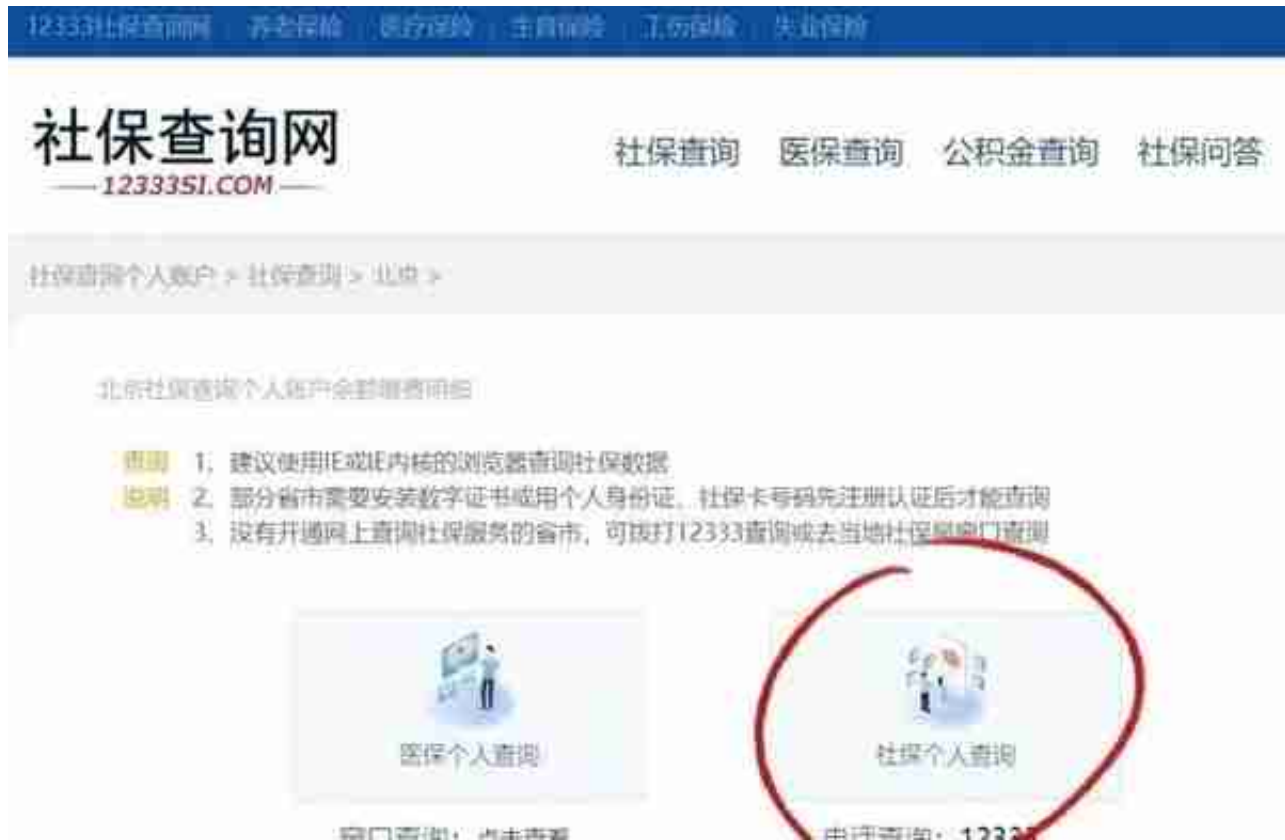 12333社保查询网 养老保险 医疗保险 生育保险 工伤保险 失业保险
社保查询网
12333SI.COM
社保查询 医保查询 公积金查询 社保问答
社保查询个人账户 > 社保查询 > 北京 >
北京社保查询个人账户余额缴费明细
查询 1、建议使用IE或IE内核的浏览器查询社保数据
说明 2、部分省市需要安装数字证书或用个人身份证、社保卡号码先注册认证后才能查询
3、没有开通网上查询社保服务的省市，可拨打12333查询或去当地社保局窗口查询
医保个人查询
社保个人查询
窗口查询：点击查看
电话查询：12333